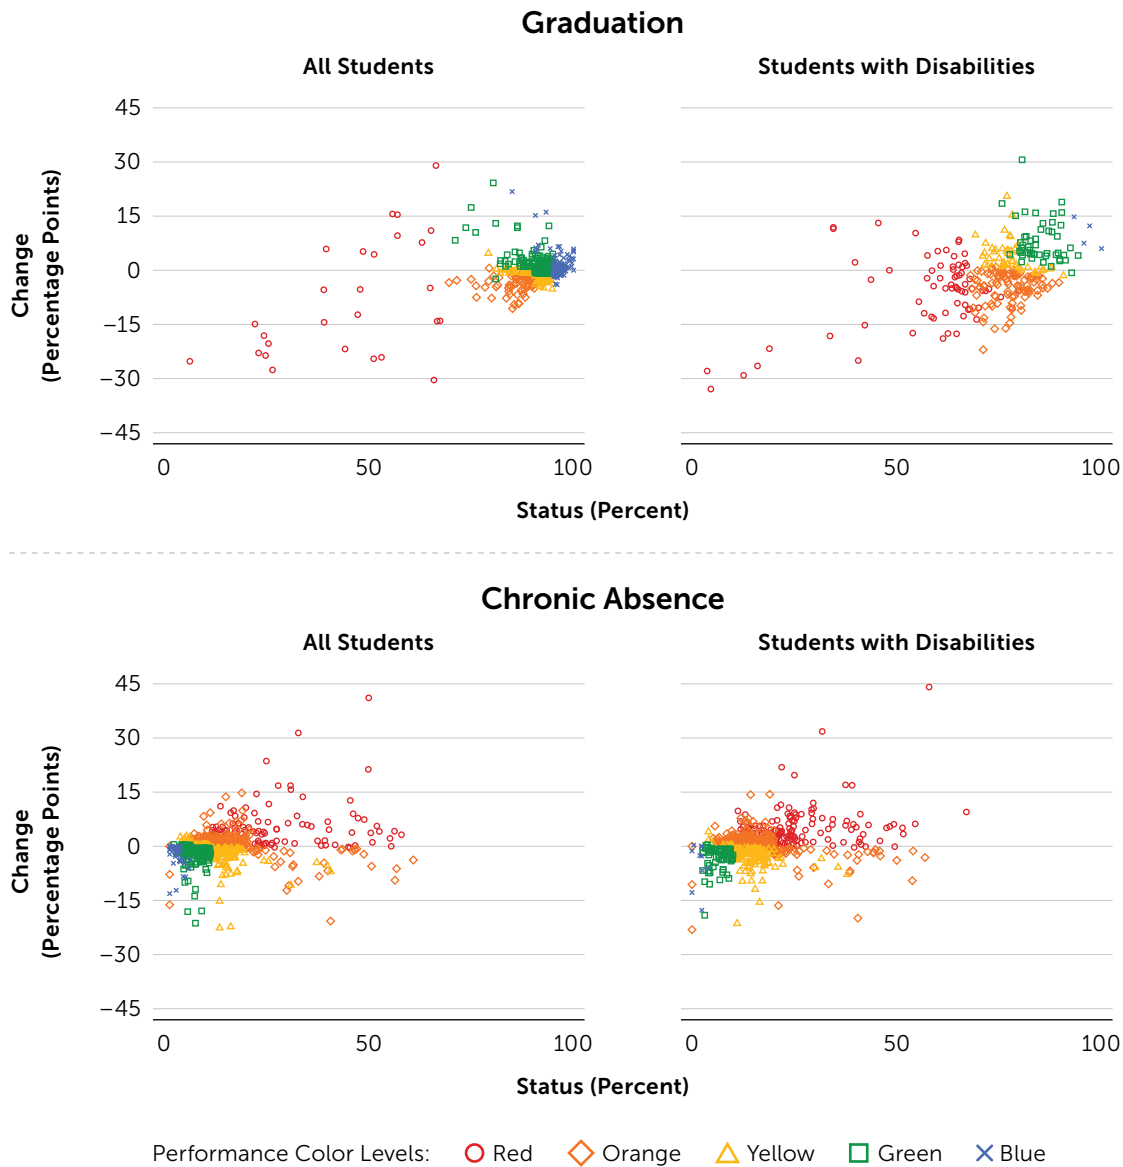 Graduation
All Students
Students with Disabilities
Change
(Percentage Points)
45
30
15
0
−15
−30
−45
0 50 100
0 50 100
Status (Percent)
Chronic Absence
All Students
Students with Disabilities
Change
(Percentage Points)
45
30
15
0
−15
−30
−45
0 50 100
0 50 100
Status (Percent)
Performance Color Levels: Red Orange Yellow Green Blue